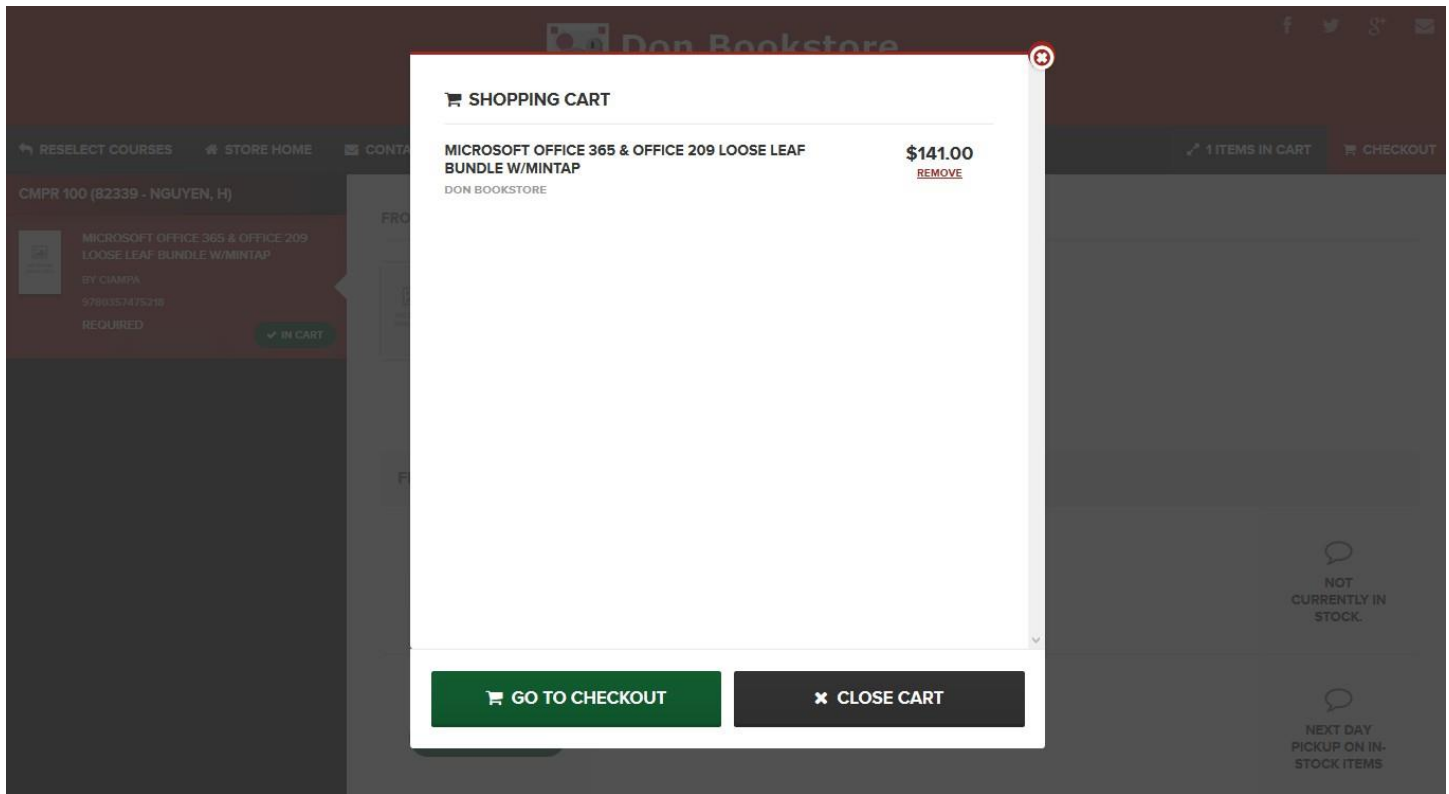 Don Bookstore
RESELECT COURSES
STORE HOME
1 ITEMS IN CART
CHECKOUT
CMPR 100 (82339 - NGUYEN, H)
MICROSOFT OFFICE 365 & OFFICE 209
LOOSE LEAF BUNDLE W/MINTAP
BY CIAMPA
REQUIRED
IN CART
SHOPPING CART
MICROSOFT OFFICE 365 & OFFICE 209 LOOSE LEAF
BUNDLE W/MINTAP
DON BOOKSTORE
$141.00
REMOVE
GO TO CHECKOUT
CLOSE CART
NOT
CURRENTLY IN
STOCK.
NEXT DAY
PICKUP ON IN-
STOCK ITEMS